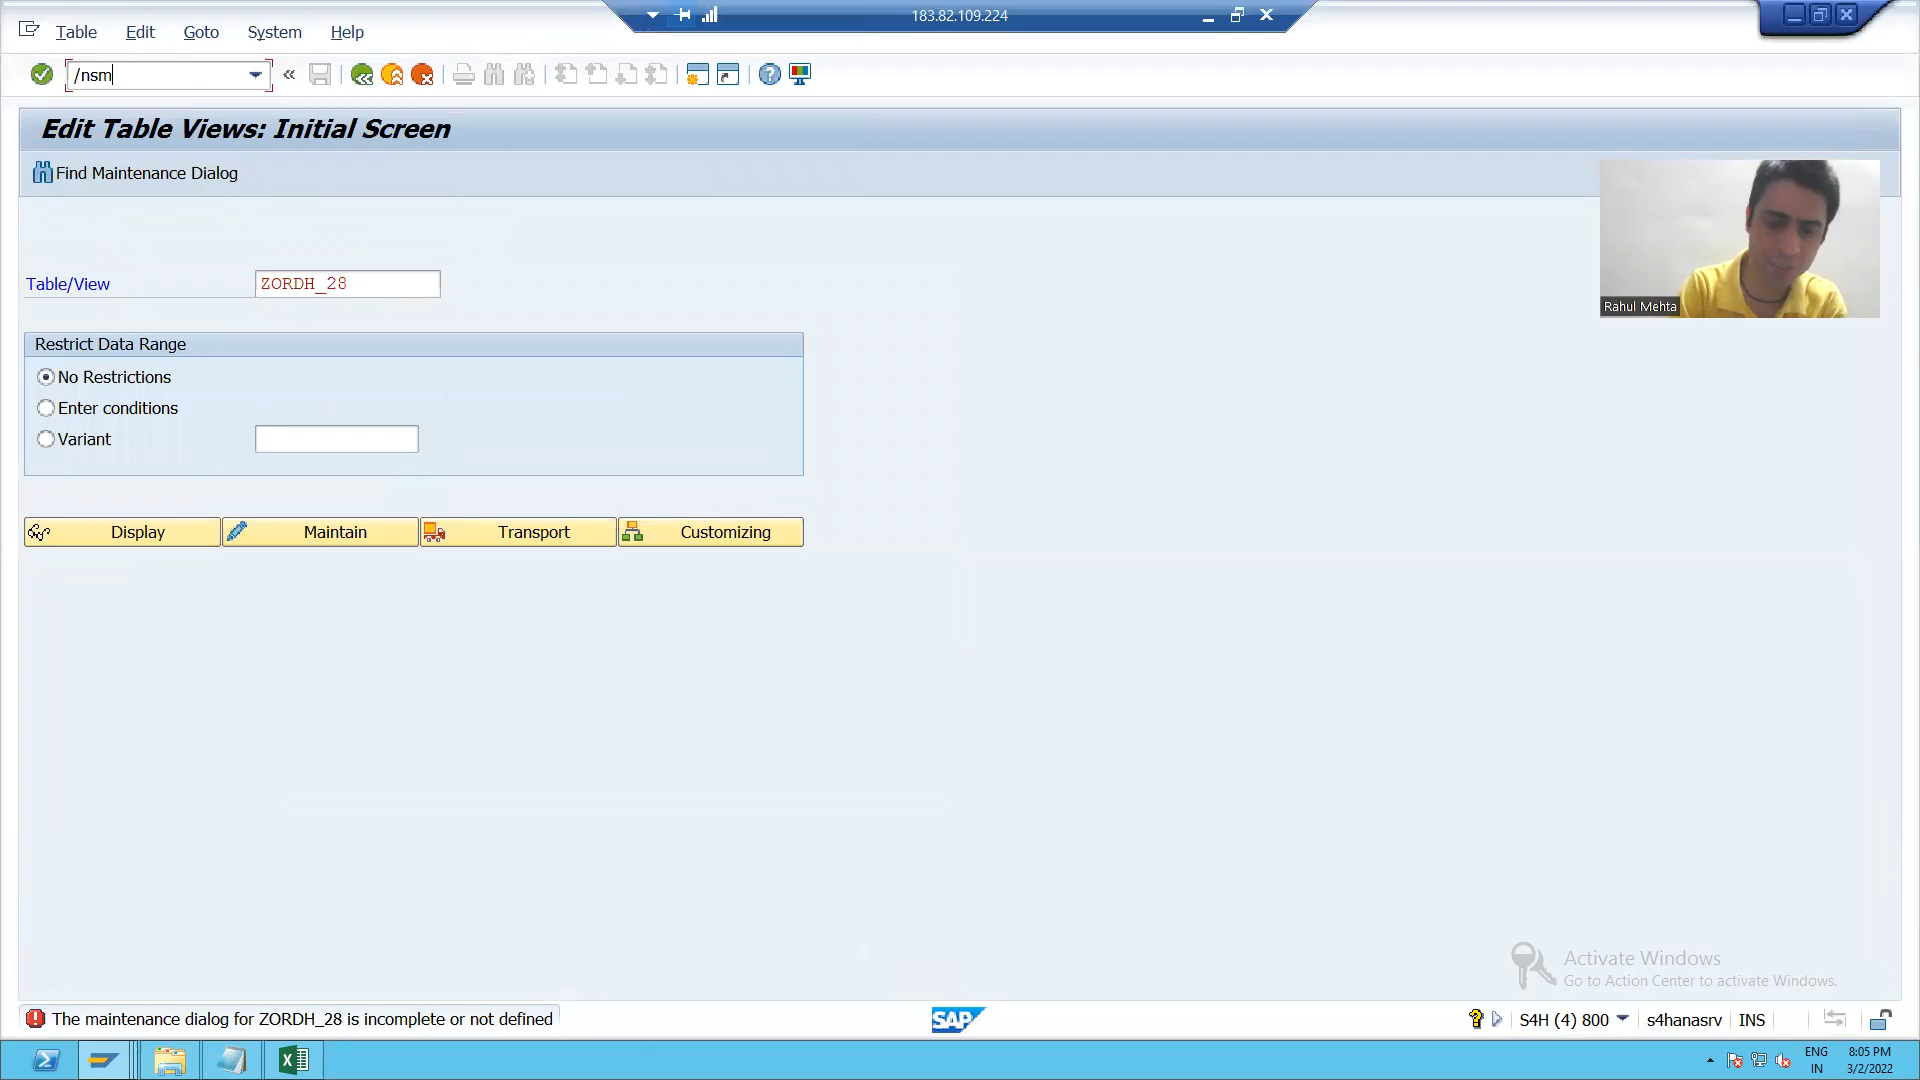 183.82.109.224
Table Edit Goto System Help
/nsm
Edit Table Views: Initial Screen
Find Maintenance Dialog
Rahul Mehta
Table/View ZORDH_28
Restrict Data Range
No Restrictions
Enter conditions
Variant
Display Maintain Transport Customizing
Activate Windows
Go to Action Center to activate Windows.
The maintenance dialog for ZORDH_28 is incomplete or not defined
SAP
S4H (4) 800 s4hanasrv INS
ENG 8:05 PM
IN 3/2/2022